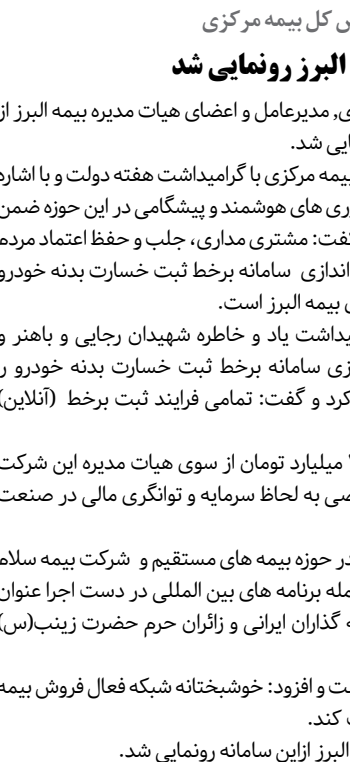 س کل بیمه مرکزی
البرز رونمایی شد
ی, مدیرعامل و اعضای هیات مدیره بیمه البرز از
ایی شد.
بیمه مرکزی با گرامیداشت هفته دولت و با اشاره
ری های هوشمند و پیشگامی در این حوزه ضمن
گفت: مشتری مداری، جلب و حفظ اعتماد مردم
اندازی سامانه برخط ثبت خسارت بدنه خودرو
بیمه البرز است.
یداشت یاد و خاطره شهیدان رجایی و باهنر و
زی سامانه برخط ثبت خسارت بدنه خودرو ر
کرد و گفت: تمامی فرایند ثبت برخط (آنلاین)
میلیارد تومان از سوی هیات مدیره این شرکت
صی به لحاظ سرمایه و توانگری مالی در صنعت
در حوزه بیمه های مستقیم و شرکت بیمه سلام
مله برنامه های بین المللی در دست اجرا عنوان
ه گذاران ایرانی و زائران حرم حضرت زینب(س)
ت و افزود: خوشبختانه شبکه فعال فروش بیمه
کند.
البرز ازاین سامانه رونمایی شد.